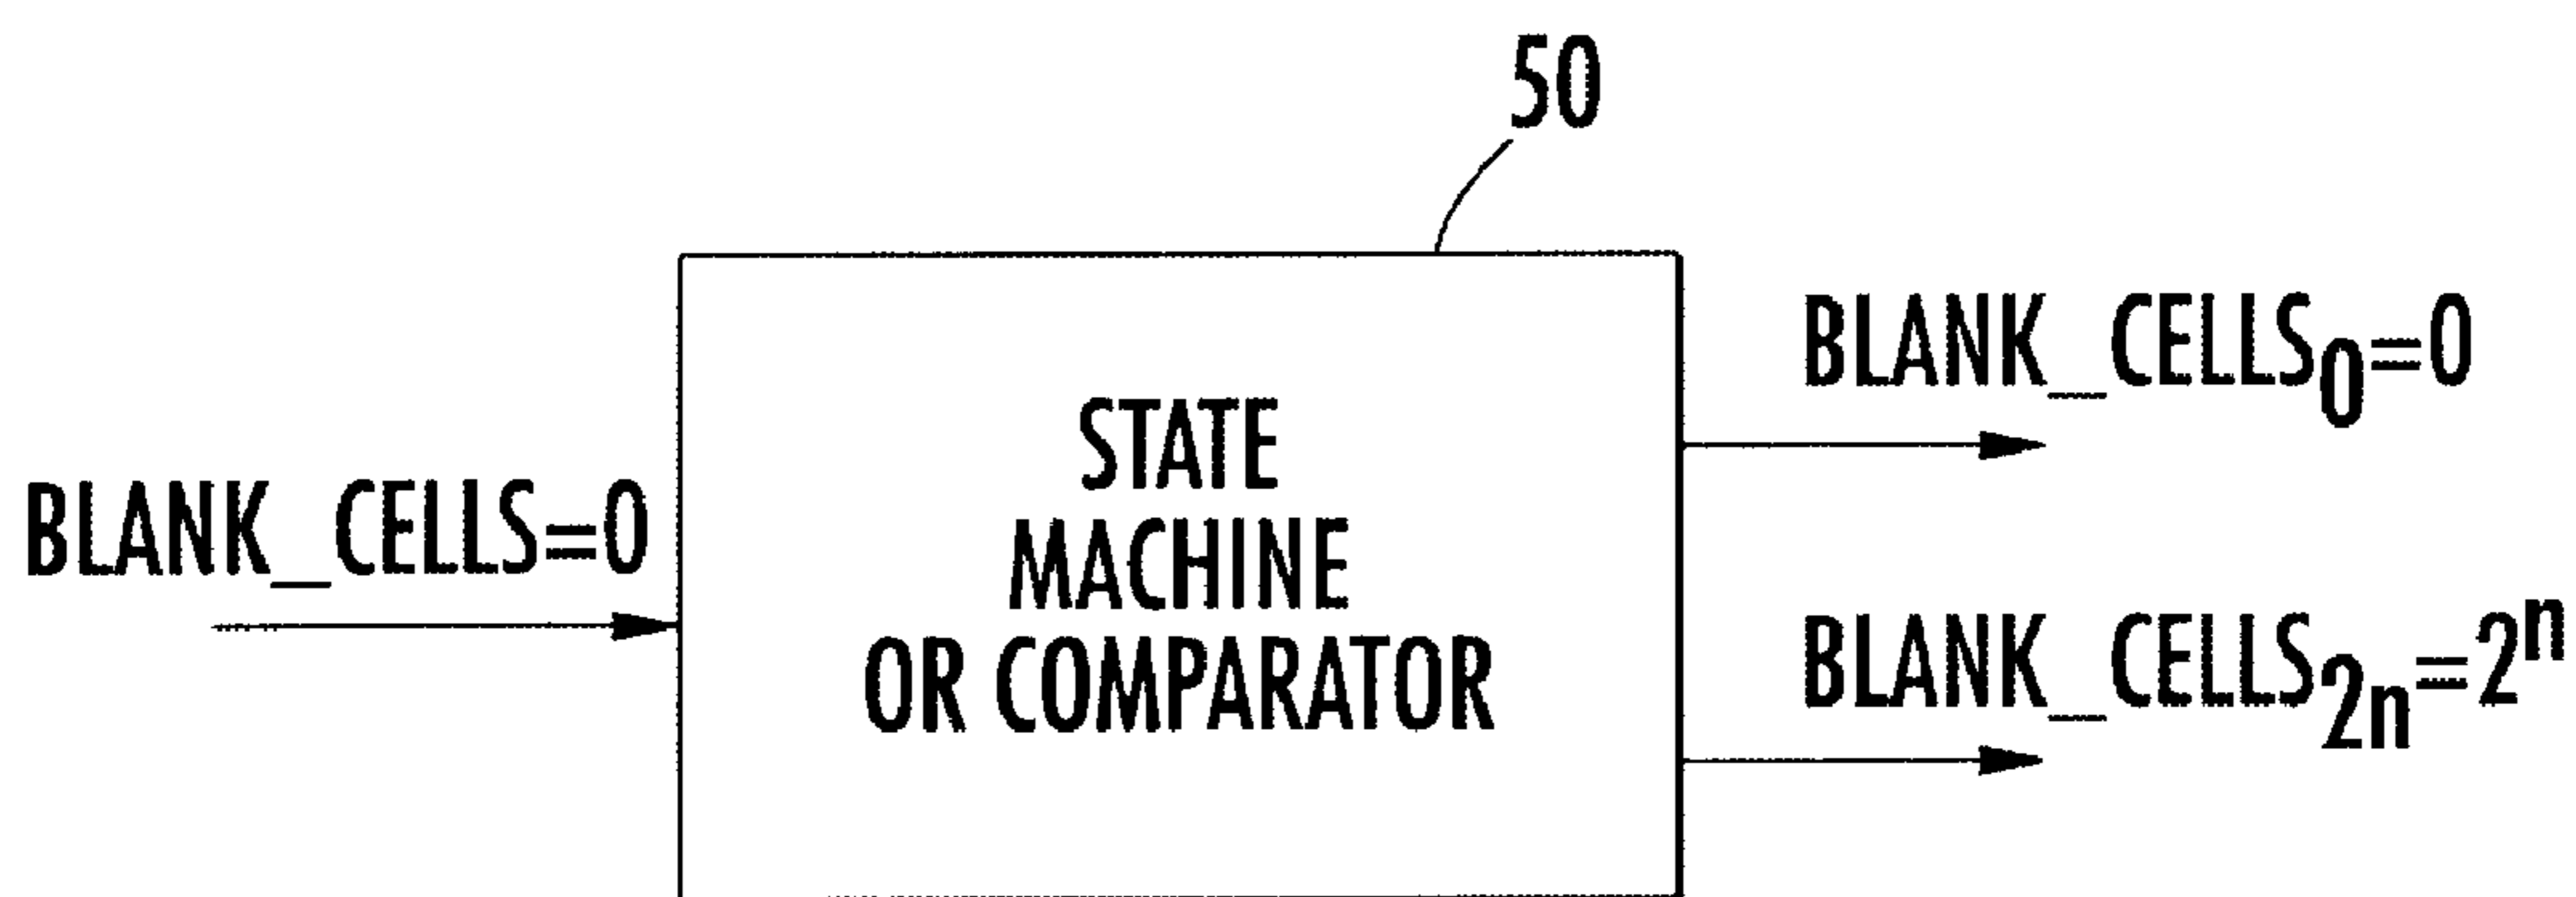 50
BLANK_CELLS=0
STATE
MACHINE
OR COMPARATOR
BLANK_CELLS₀=0
BLANK_CELLS₂ₙ=2ⁿ